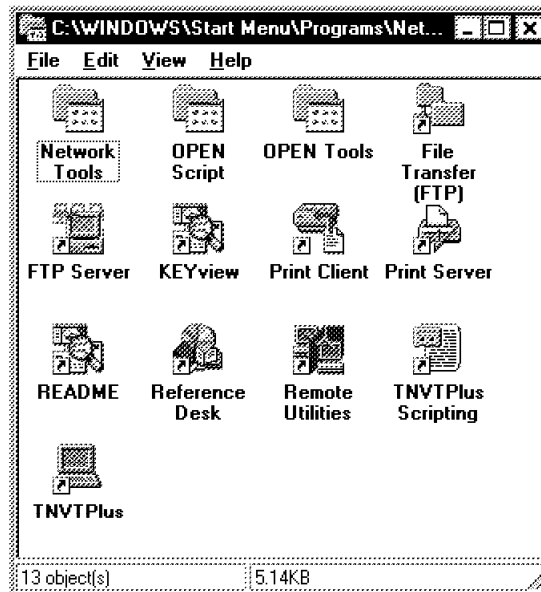 C:\WINDOWS\Start Menu\Programs\Net...
File Edit View Help
Network Tools
OPEN Script
OPEN Tools
File Transfer (FTP)
FTP Server
KEYview
Print Client
Print Server
README
Reference Desk
Remote Utilities
TNVTPlus Scripting
TNVTPlus
13 object(s)
5.14KB